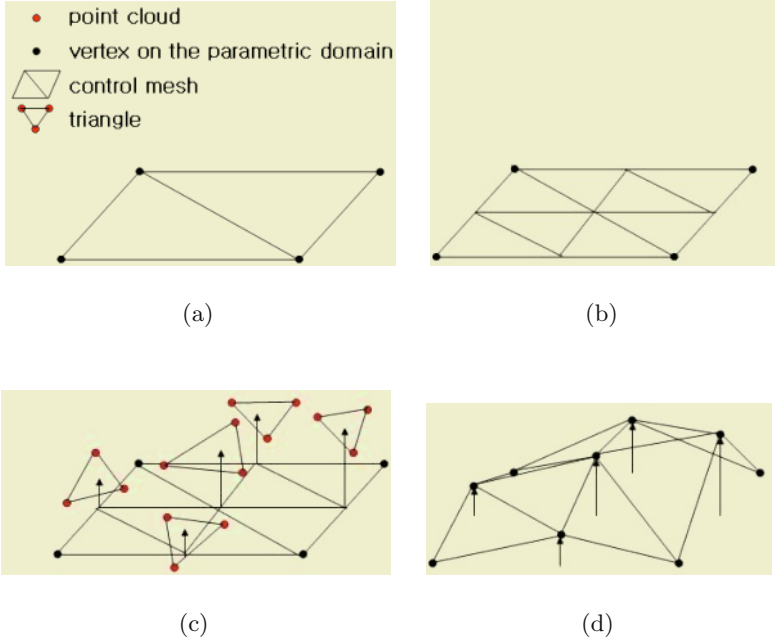 point cloud
vertex on the parametric domain
control mesh
triangle
(a)
(b)
(c)
(d)